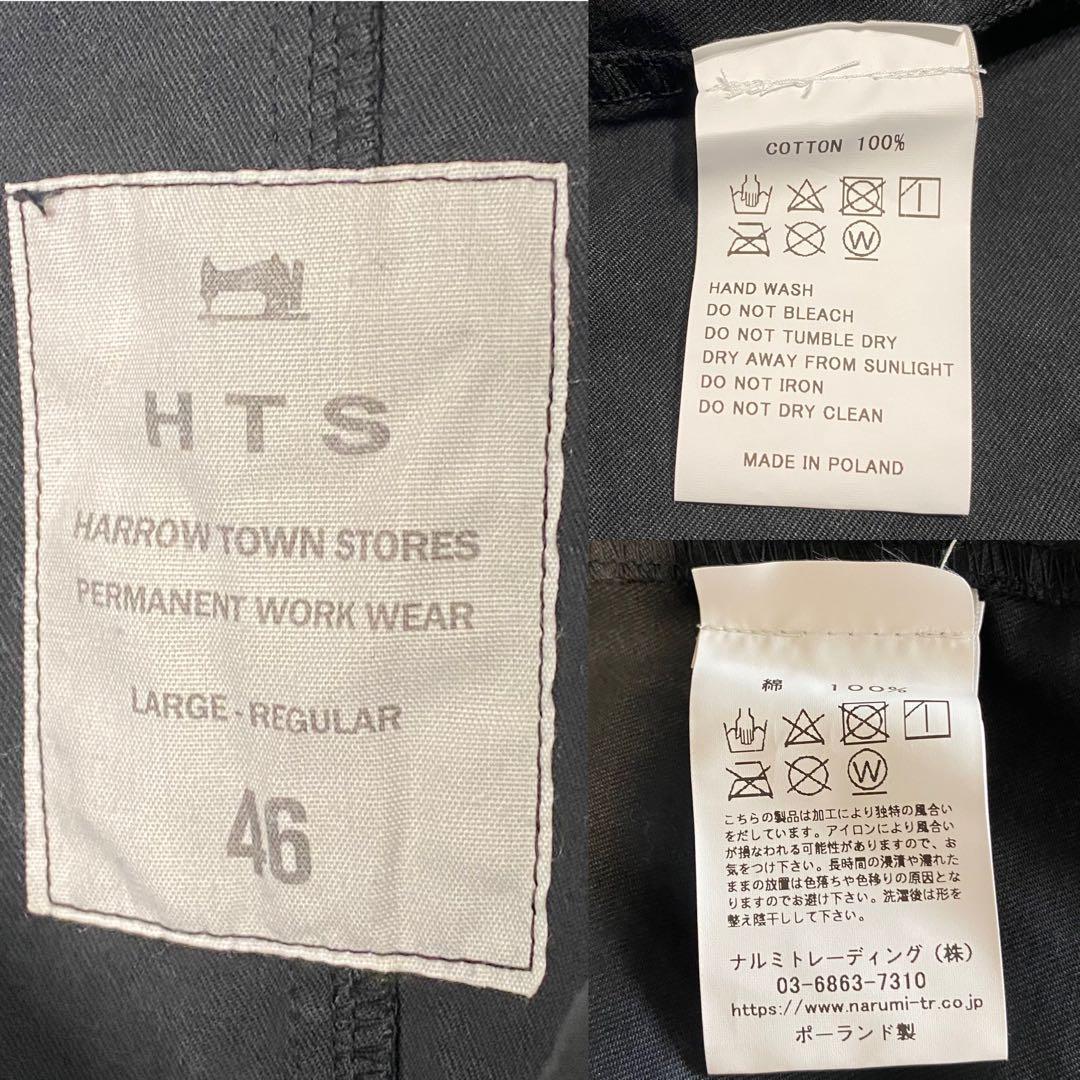 H T S
HARROW TOWN STORES
PERMANENT WORK WEAR
LARGE - REGULAR
46
COTTON 100%
W
HAND WASH
DO NOT BLEACH
DO NOT TUMBLE DRY
DRY AWAY FROM SUNLIGHT
DO NOT IRON
DO NOT DRY CLEAN
MADE IN POLAND
綿 100%
W
こちらの製品は加工により独特の風合い
をだしています。アイロンにより風合い
が損なわれる可能性がありますので、お
気をつけ下さい。長時間の浸漬や濡れた
ままの放置は色落ちや色移りの原因とな
りますのでお避け下さい。洗濯後は形を
整え陰干しして下さい。
ナルミトレーディング（株）
03-6863-7310
https://www.narumi-tr.co.jp
ポーランド製